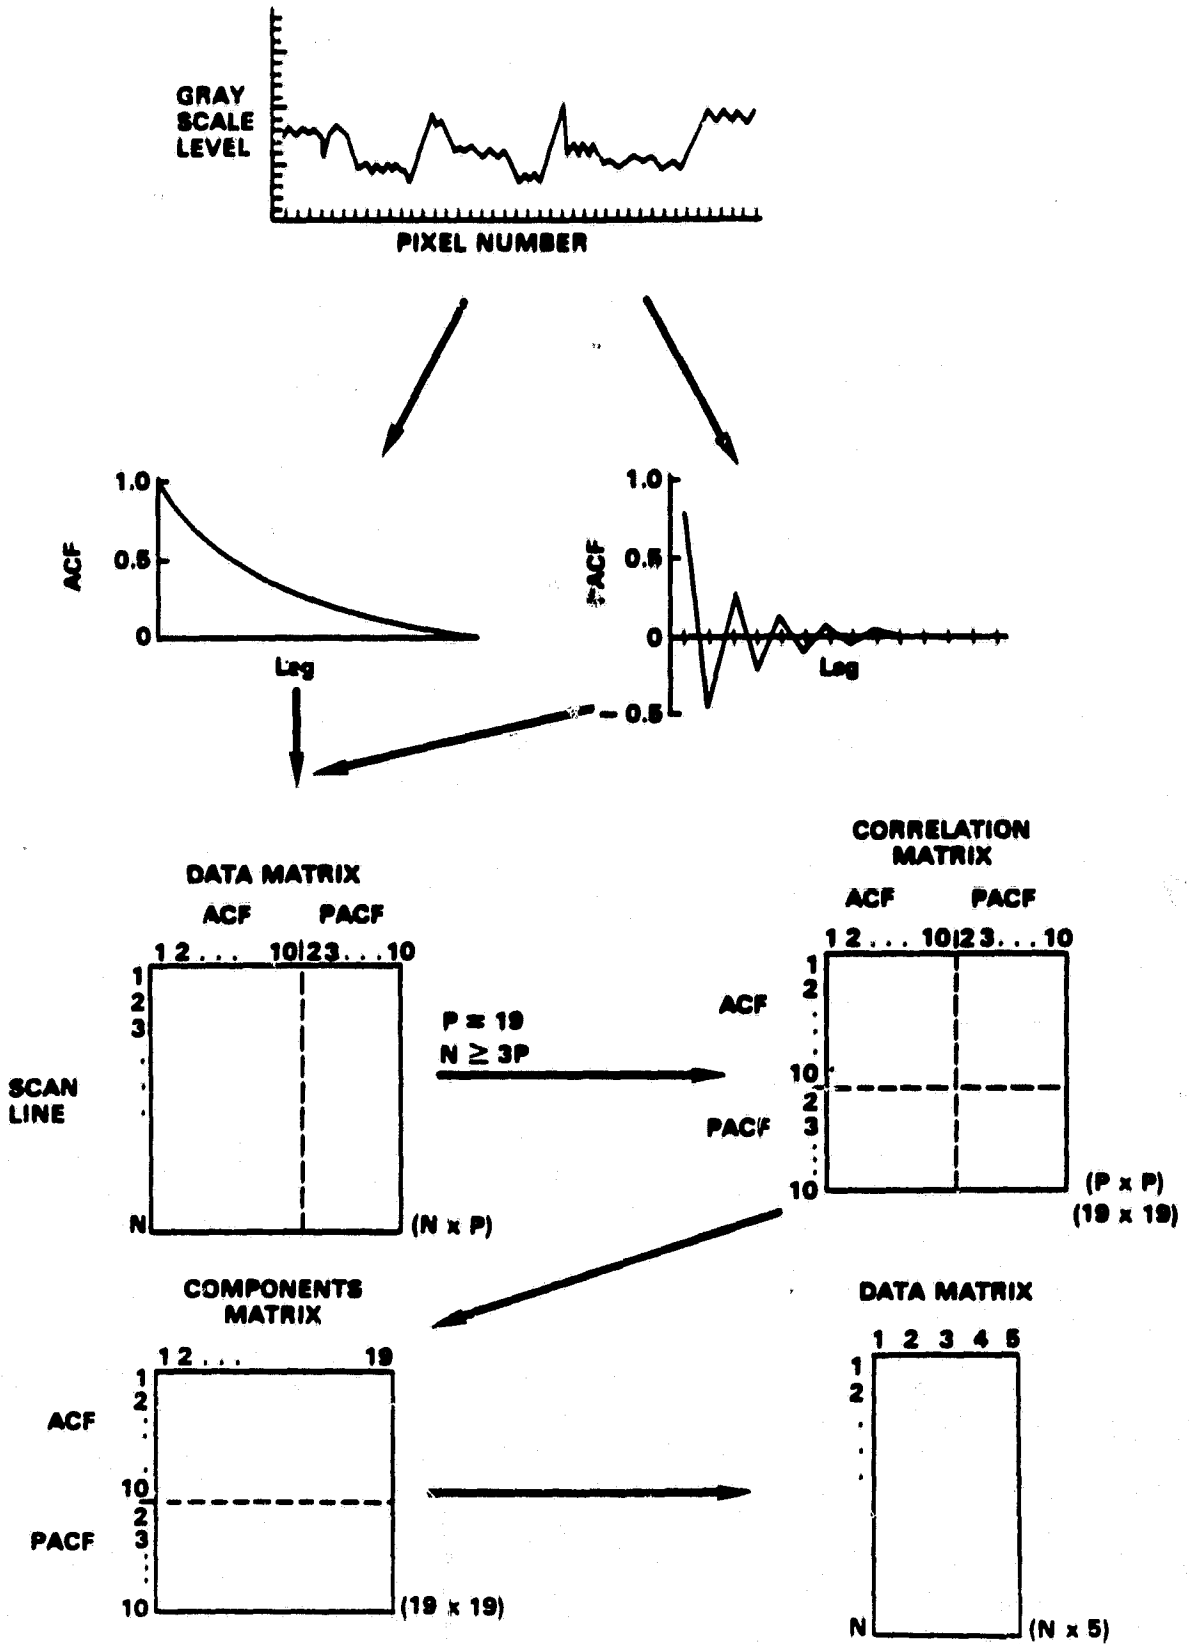 GRAY
SCALE
LEVEL
PIXEL NUMBER
1.0
ACF
0.5
0
Lag
1.0
PACF
0.5
0
Lag
- 0.5
DATA MATRIX
ACF PACF
1 2 . . . . 10|2 3 . . . 10
1
2
3
.
.
.
SCAN
LINE
N
(N x P)
P = 19
N ≥ 3P
CORRELATION
MATRIX
ACF PACF
1 2 . . . . 10|2 3 . . . 10
1
ACF
2
.
.
.
10
2
PACF 3
.
.
.
10
(P x P)
(19 x 19)
COMPONENTS
MATRIX
1 2 . . . . 19
1
2
ACF
.
.
.
10
2
PACF 3
.
.
.
10
(19 x 19)
DATA MATRIX
1 2 3 4 5
1
2
.
.
.
N
(N x 5)